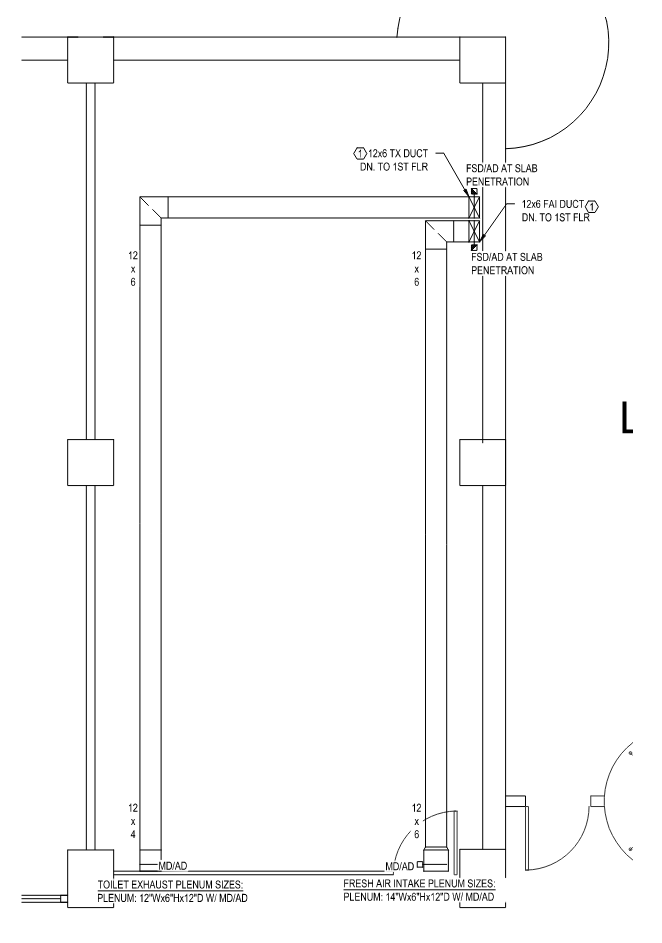 1 12x6 TX DUCT
DN. TO 1ST FLR
FSD/AD AT SLAB
PENETRATION
12x6 FAI DUCT 1
DN. TO 1ST FLR
FSD/AD AT SLAB
PENETRATION
12
x
6
12
x
6
L
12
x
4
12
x
6
MD/AD
MD/AD
TOILET EXHAUST PLENUM SIZES:
PLENUM: 12"Wx6"Hx12"D W/ MD/AD
FRESH AIR INTAKE PLENUM SIZES:
PLENUM: 14"Wx6"Hx12"D W/ MD/AD